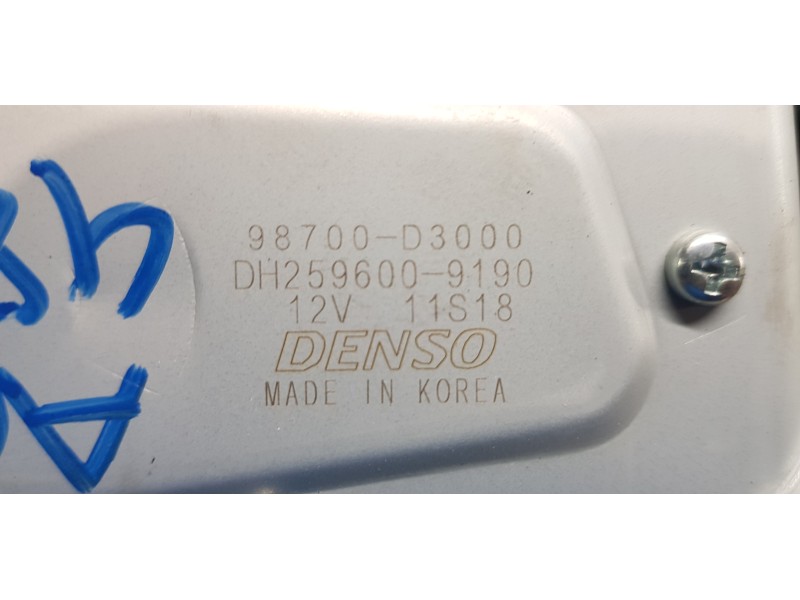 98700-D3000
DH259600-9190
12V 11S18
DENSO
MADE IN KOREA